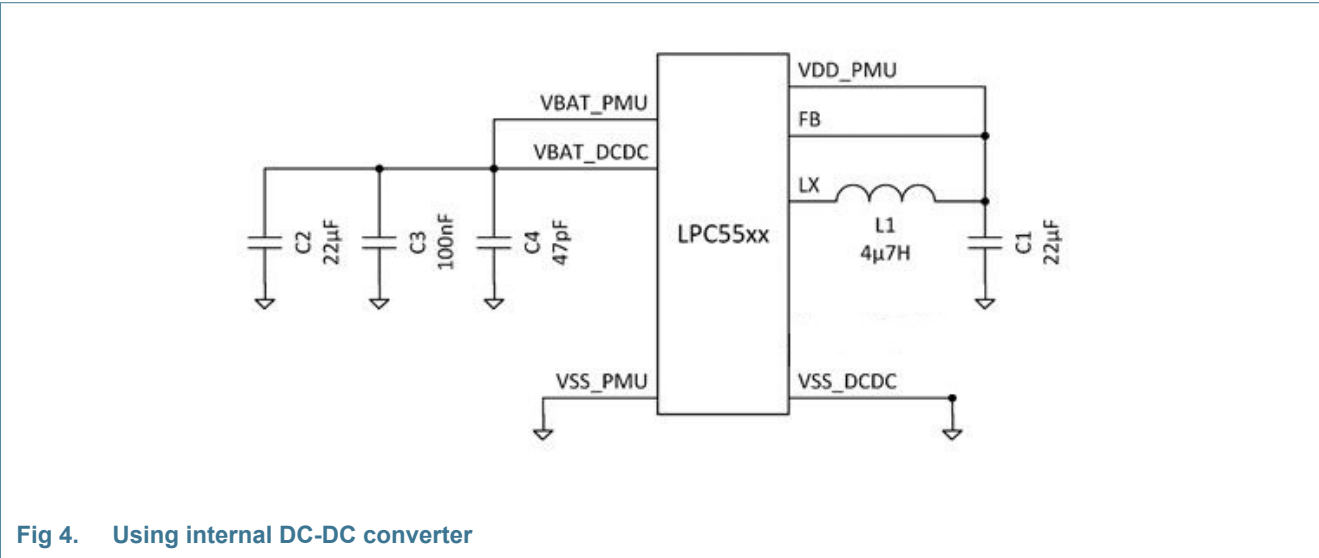 VDD_PMU
VBAT_PMU
FB
VBAT_DCDC
LX
C2
22µF
C3
100nF
C4
47pF
LPC55xx
L1
4µ7H
C1
22µF
VSS_PMU
VSS_DCDC
Fig 4. Using internal DC-DC converter